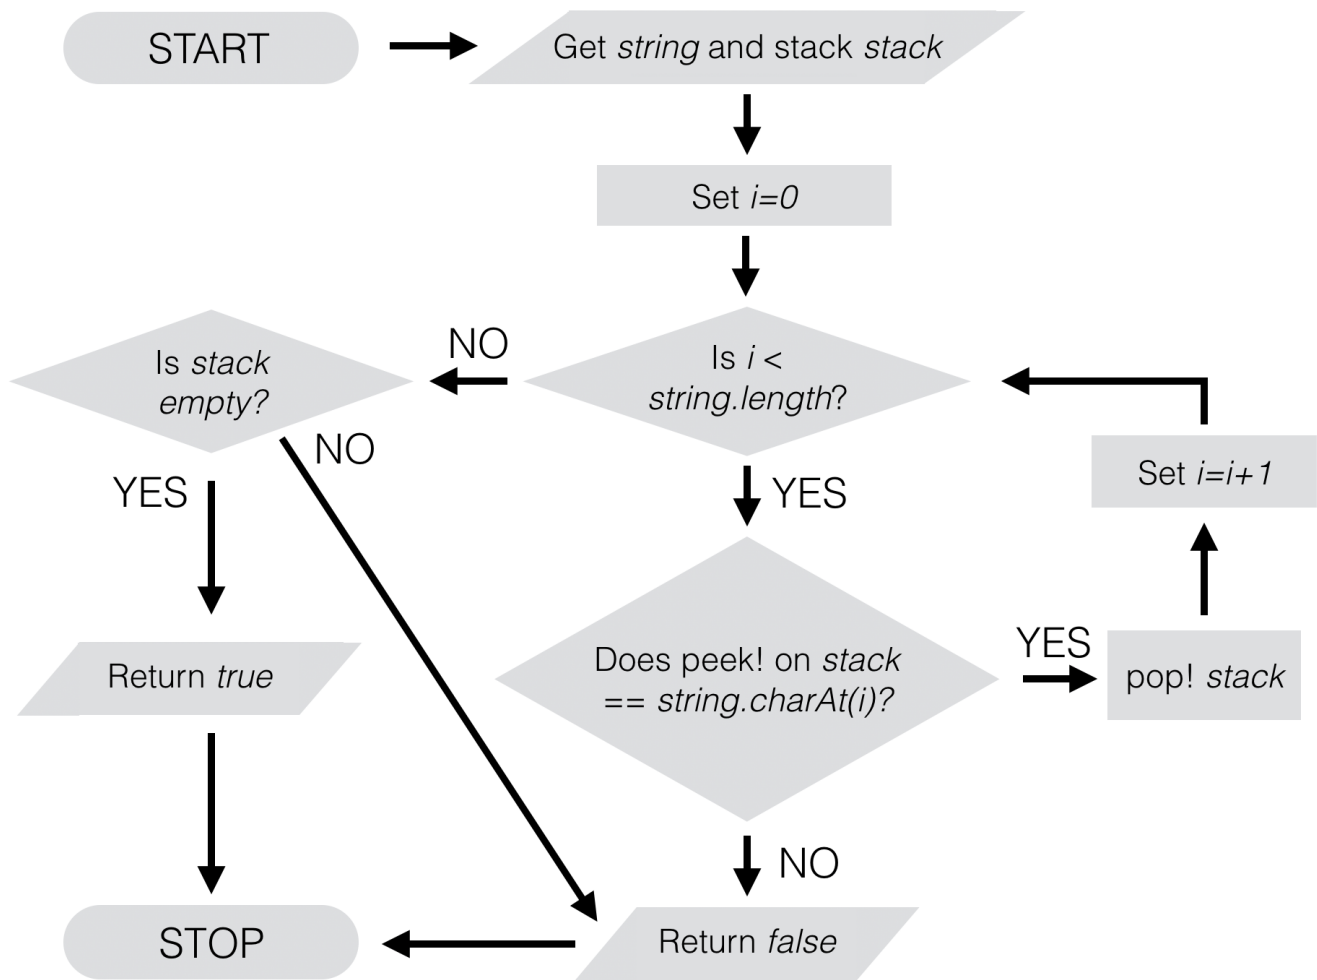 START
Get string and stack stack
Set i=0
Is i <
string.length?
NO
Is stack
empty?
NO
YES
YES
Set i=i+1
Does peek! on stack
== string.charAt(i)?
YES
pop! stack
Return true
NO
STOP
Return false